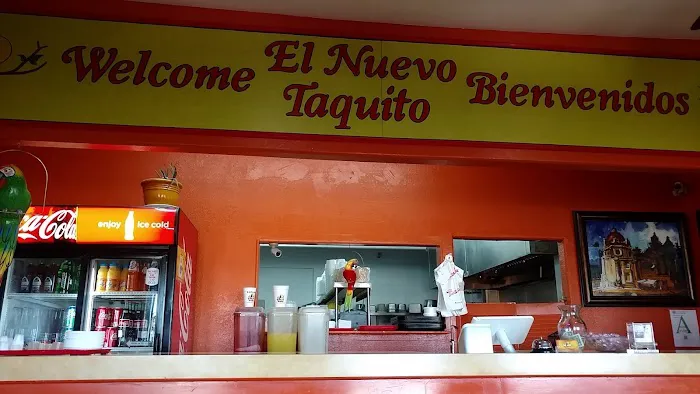 Welcome
El Nuevo
Taquito
Bienvenidos
Coca-Cola
enjoy ice cold
A